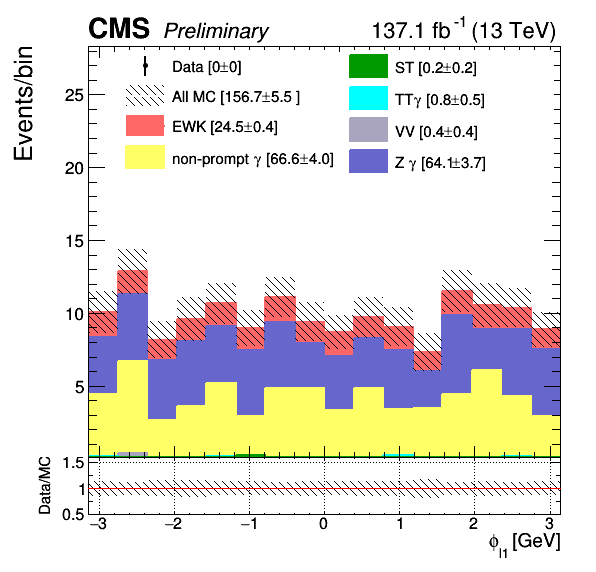 CMS Preliminary 137.1 fb⁻¹ (13 TeV)
Events/bin
Data [0±0]
All MC [156.7±5.5 ]
EWK [24.5±0.4]
non-prompt γ [66.6±4.0]
ST [0.2±0.2]
TTγ [0.8±0.5]
VV [0.4±0.4]
Z γ [64.1±3.7]
25
20
15
10
5
Data/MC
1.5
1
0.5
−3 −2 −1 0 1 2 3
ϕ_l1 [GeV]